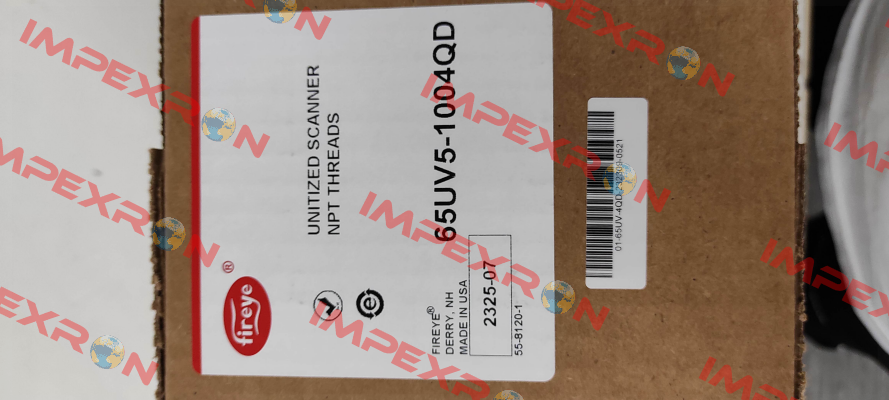 fireye®
UNITIZED SCANNER
NPT THREADS
65UV5-1004QD
FIREYE®
DERRY, NH
MADE IN USA
2325-07
55-8120-1
IMPEXRON